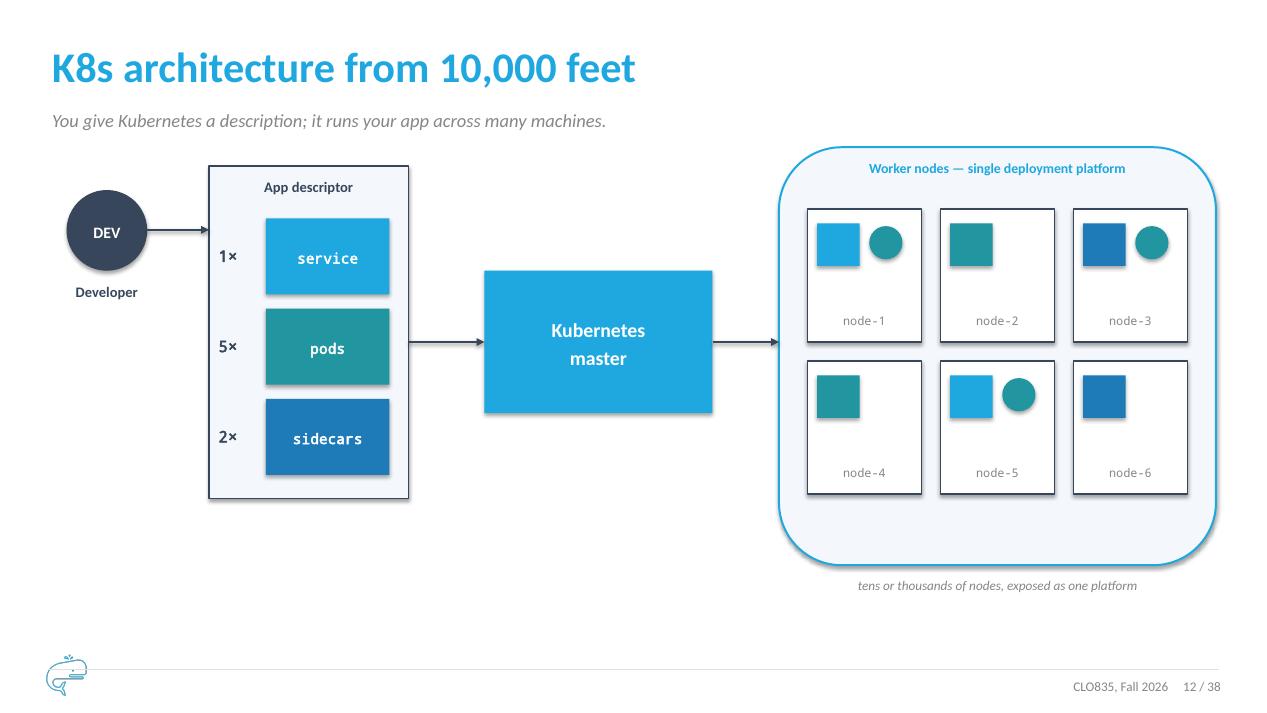 K8s architecture from 10,000 feet
You give Kubernetes a description; it runs your app across many machines.
DEV
Developer
App descriptor
1× service
5× pods
2× sidecars
Kubernetes
master
Worker nodes — single deployment platform
node-1
node-2
node-3
node-4
node-5
node-6
tens or thousands of nodes, exposed as one platform
CLO835, Fall 2026 12 / 38